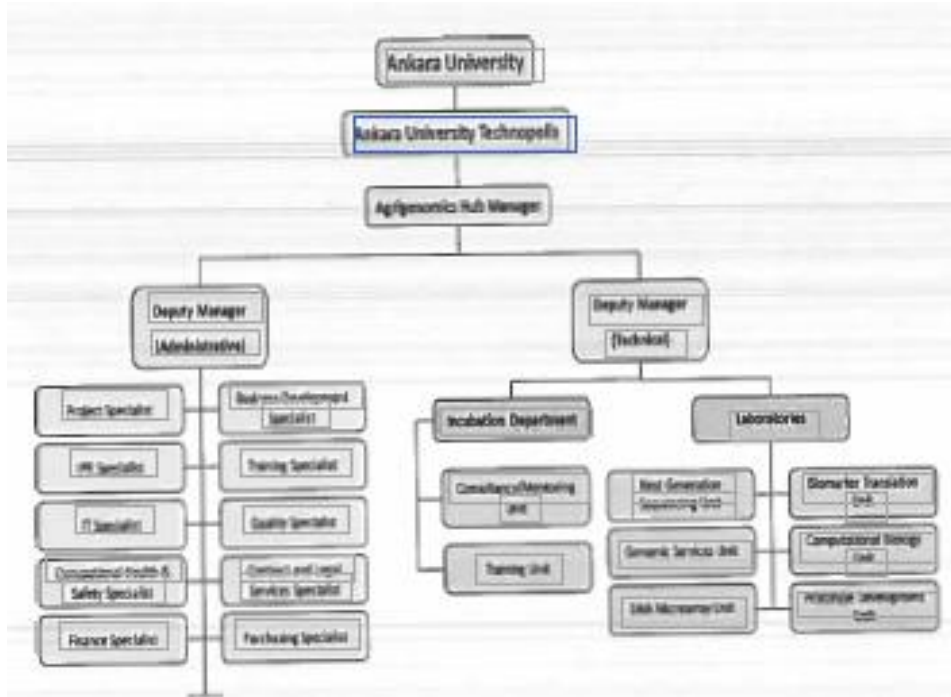 Ankara University
Ankara University Technopolis
Agrigenomics Hub Manager
Deputy Manager
(Administrative)
Deputy Manager
(Technical)
Project Specialist
Business Development
Specialist
IPR Specialist
Training Specialist
IT Specialist
Quality Specialist
Occupational Health &
Safety Specialist
Contract and Legal
Services Specialist
Finance Specialist
Purchasing Specialist
Incubation Department
Consultancy/Mentoring
Unit
Training Unit
Laboratories
Next Generation
Sequencing Unit
Biomarker Translation
Unit
Genomic Services Unit
Computational Biology
Unit
DNA Microarray Unit
Prototype Development
Unit